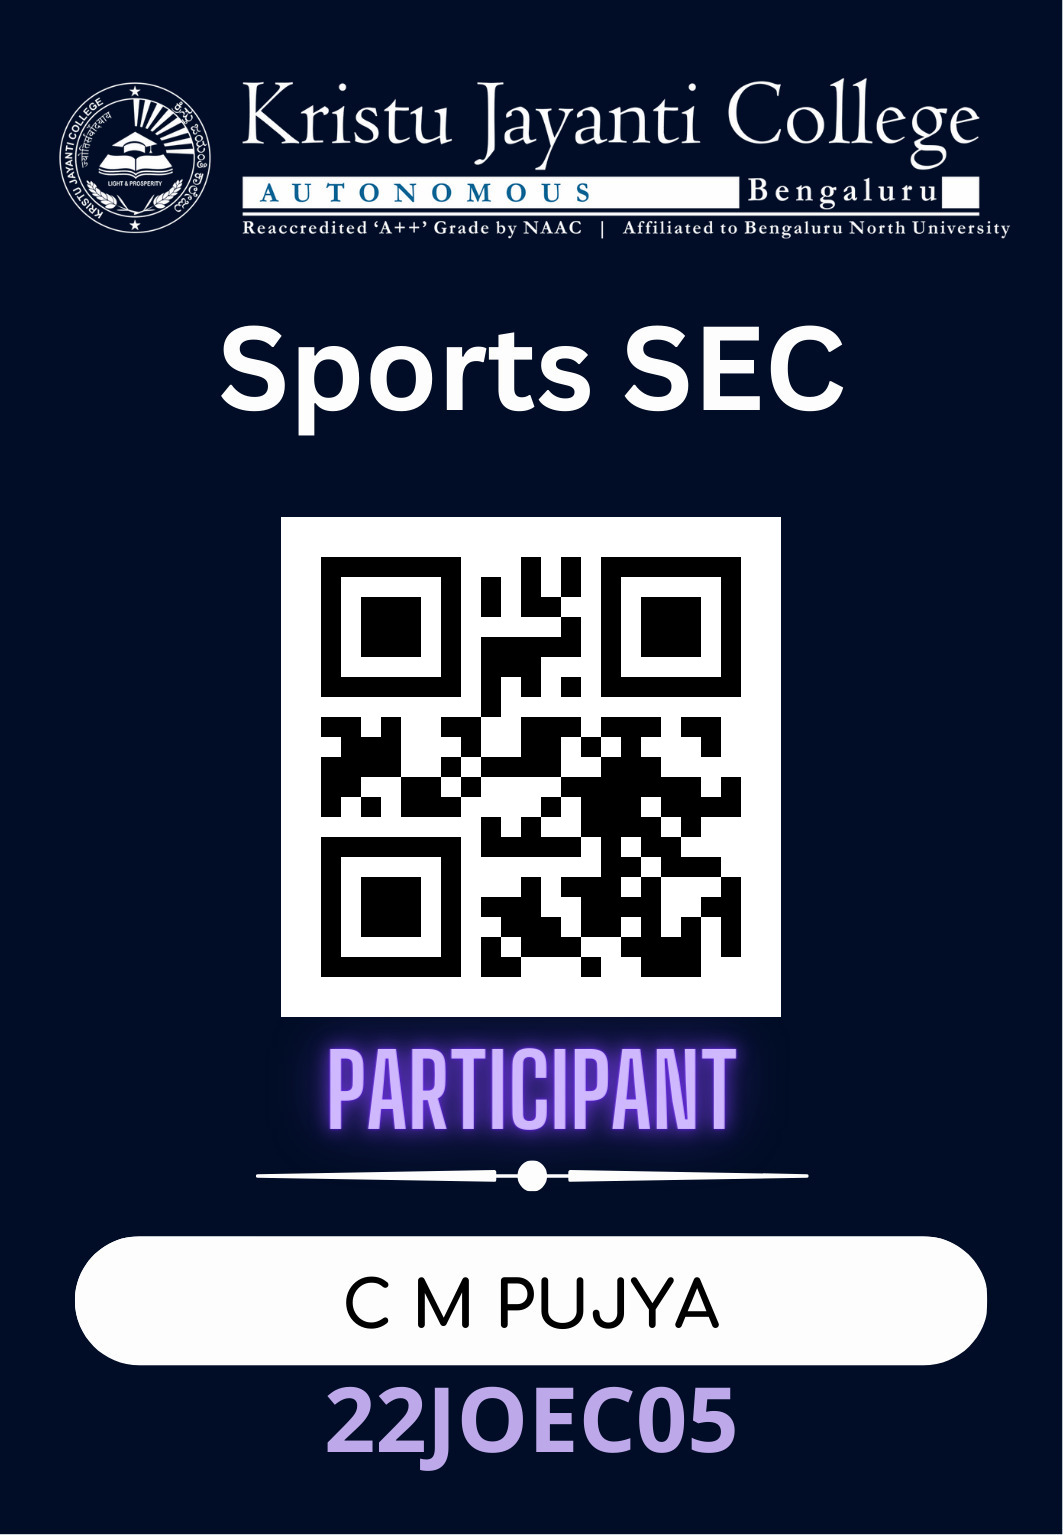 Kristu Jayanti College
AUTONOMOUS Bengaluru
Reaccredited ‘A++’ Grade by NAAC | Affiliated to Bengaluru North University
KRISTU JAYANTI COLLEGE
LIGHT & PROSPERITY
Sports SEC
PARTICIPANT
C M PUJYA
22JOEC05